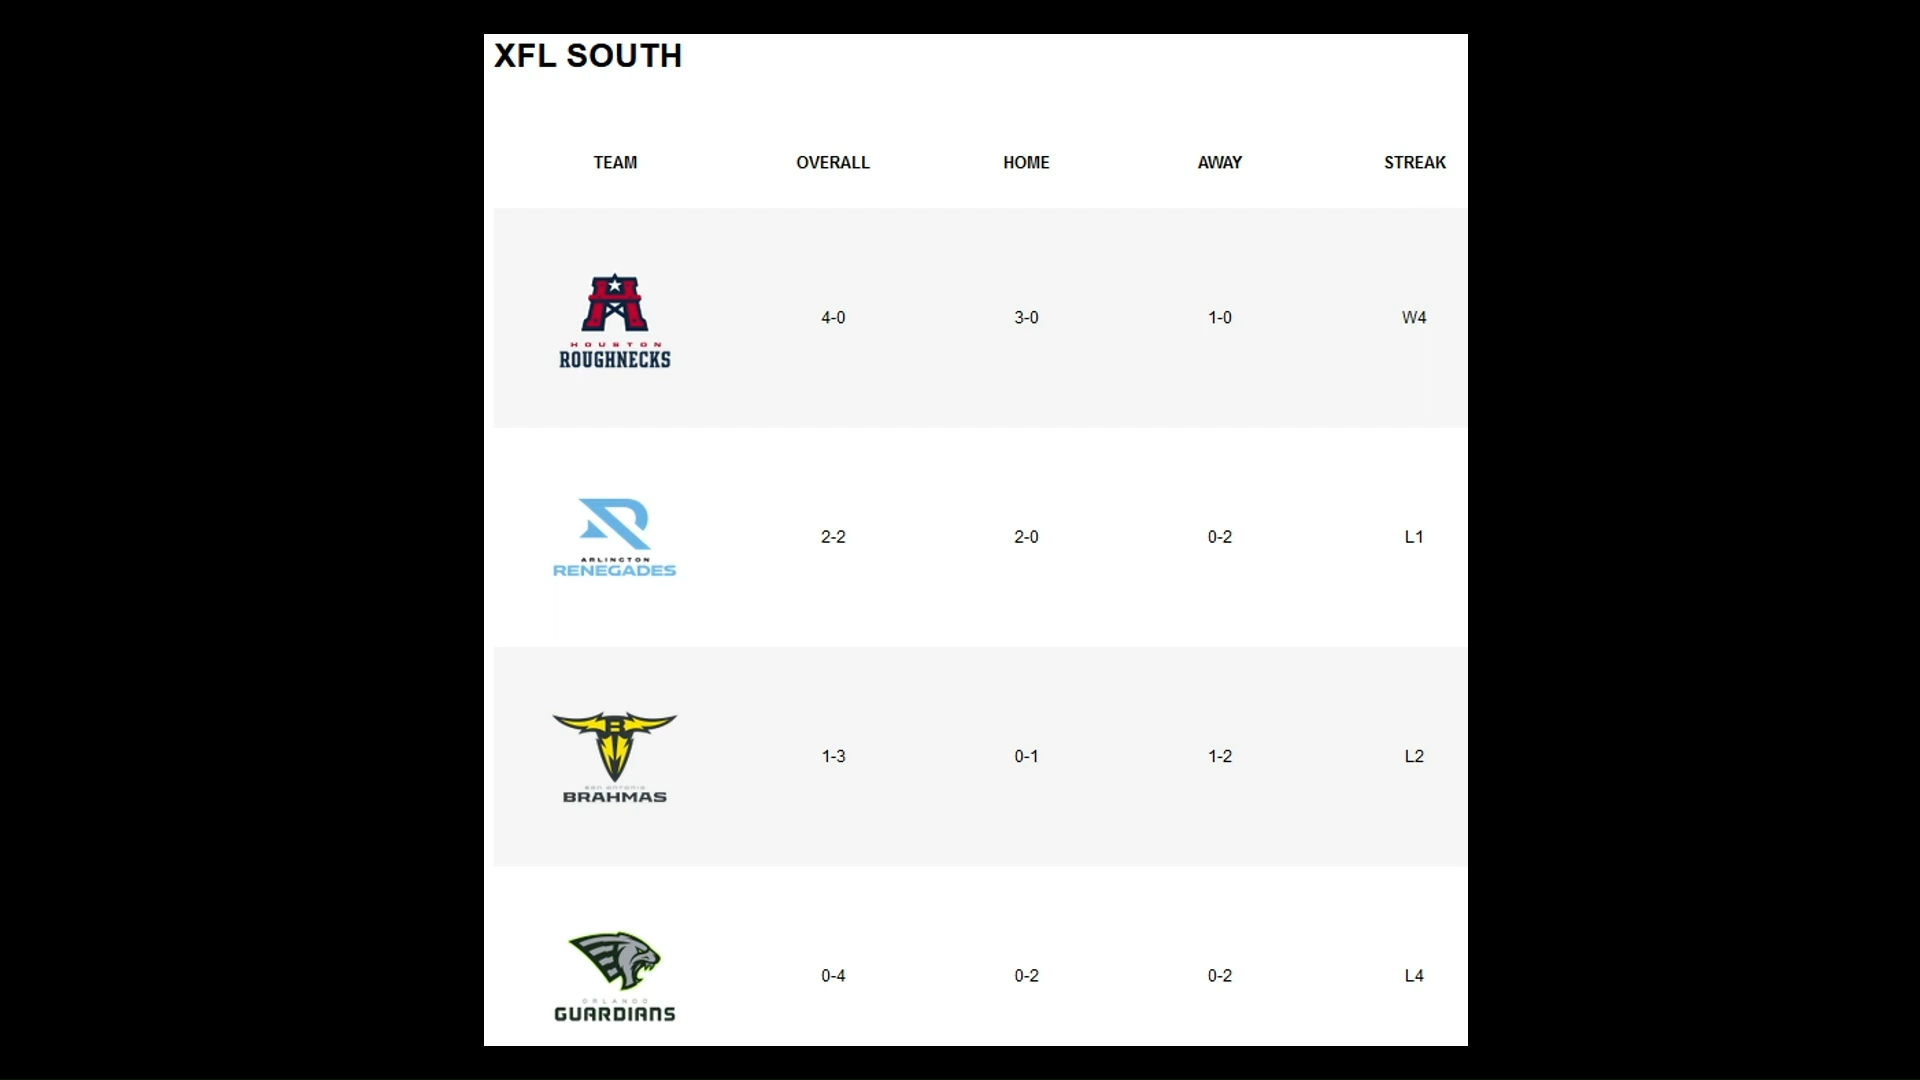 XFL SOUTH
TEAM OVERALL HOME AWAY STREAK
HOUSTON
ROUGHNECKS
4-0 3-0 1-0 W4
ARLINGTON
RENEGADES
2-2 2-0 0-2 L1
B
SAN ANTONIO
BRAHMAS
1-3 0-1 1-2 L2
ORLANDO
GUARDIANS
0-4 0-2 0-2 L4